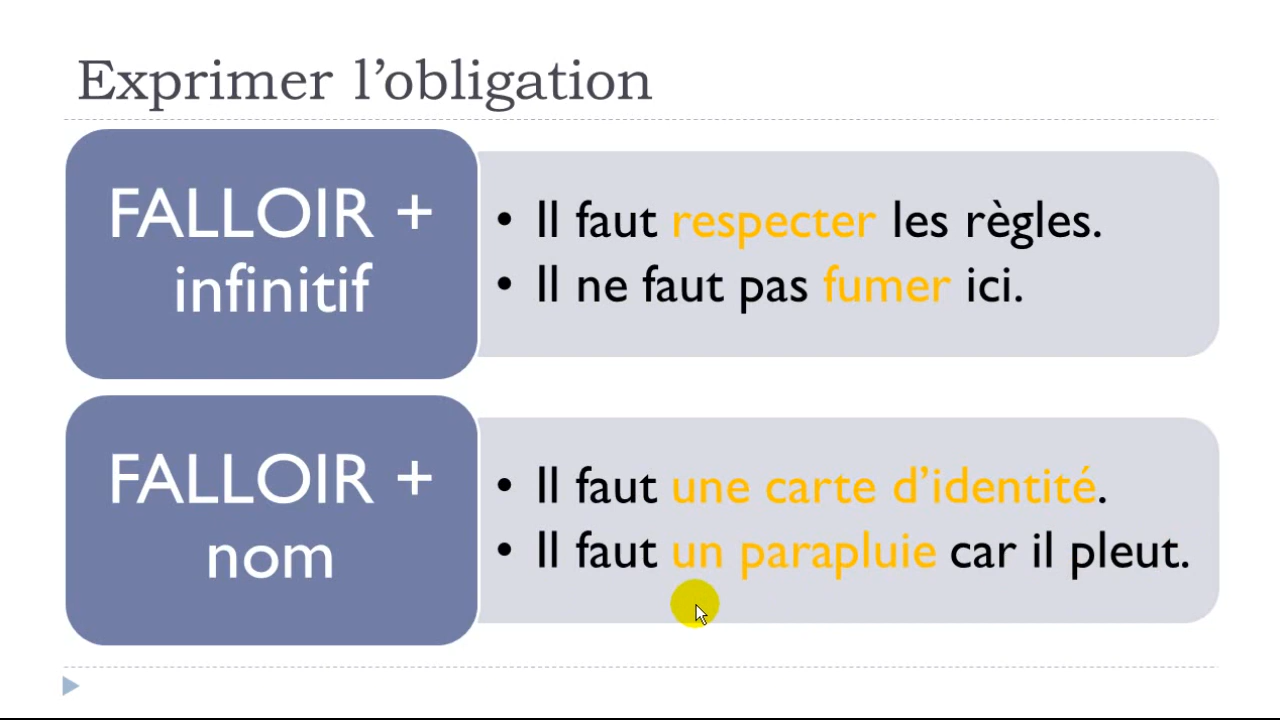 Exprimer l’obligation
FALLOIR +
infinitif
• Il faut respecter les règles.
• Il ne faut pas fumer ici.
FALLOIR +
nom
• Il faut une carte d’identité.
• Il faut un parapluie car il pleut.